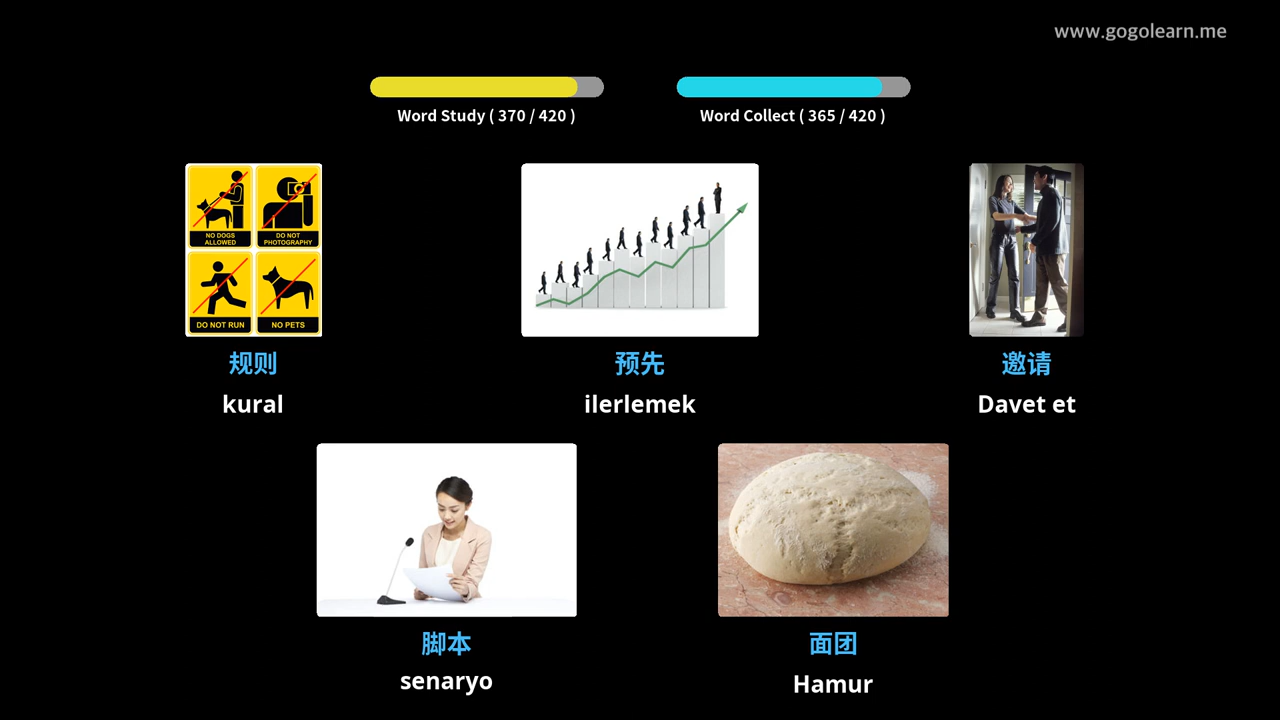 www.gogolearn.me
Word Study ( 370 / 420 )
Word Collect ( 365 / 420 )
NO DOGS
ALLOWED
DO NOT
PHOTOGRAPHY
DO NOT RUN
NO PETS
规则
预先
邀请
kural
ilerlemek
Davet et
脚本
面团
senaryo
Hamur